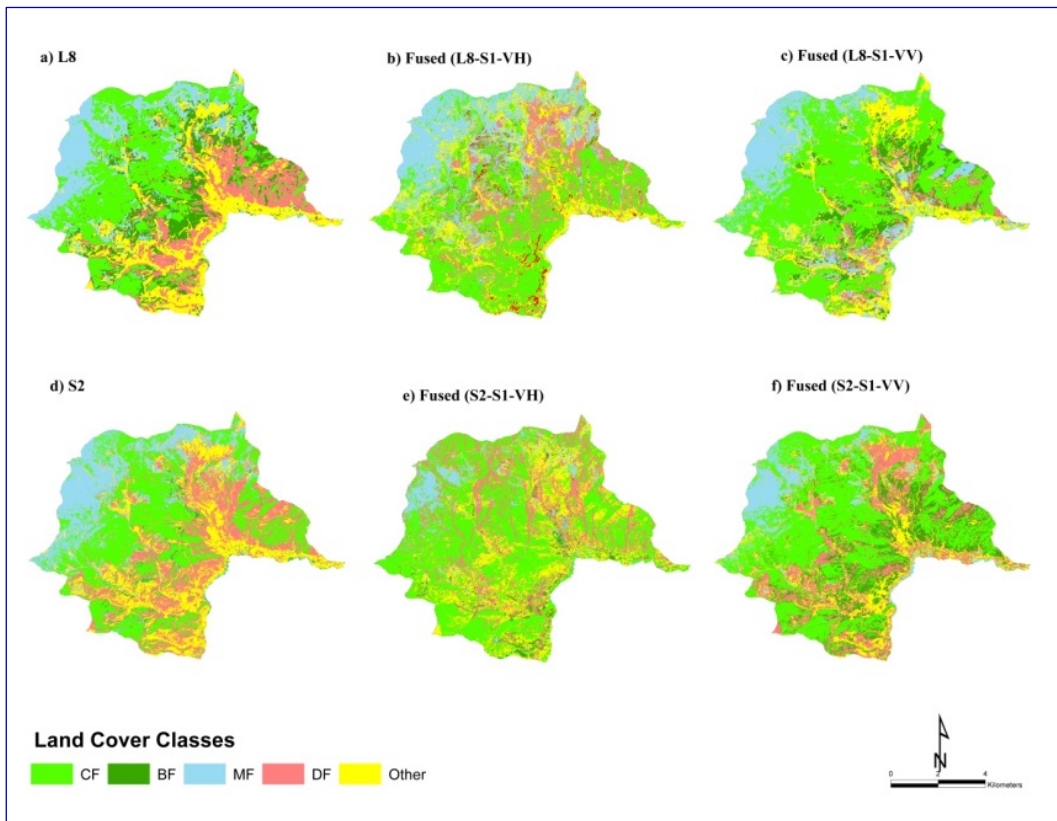 a) L8
b) Fused (L8-S1-VH)
c) Fused (L8-S1-VV)
d) S2
e) Fused (S2-S1-VH)
f) Fused (S2-S1-VV)
Land Cover Classes
CF BF MF DF Other
N
0 2 4
Kilometers